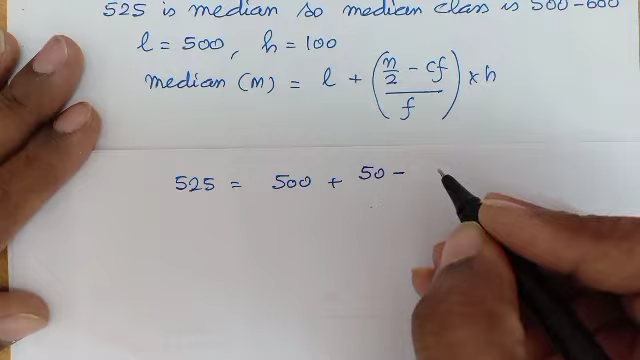 525 is median so median class is 500-600
l = 500, h = 100
median (m) = l + ((n/2 - cf)/f) × h
525 = 500 + 50 -